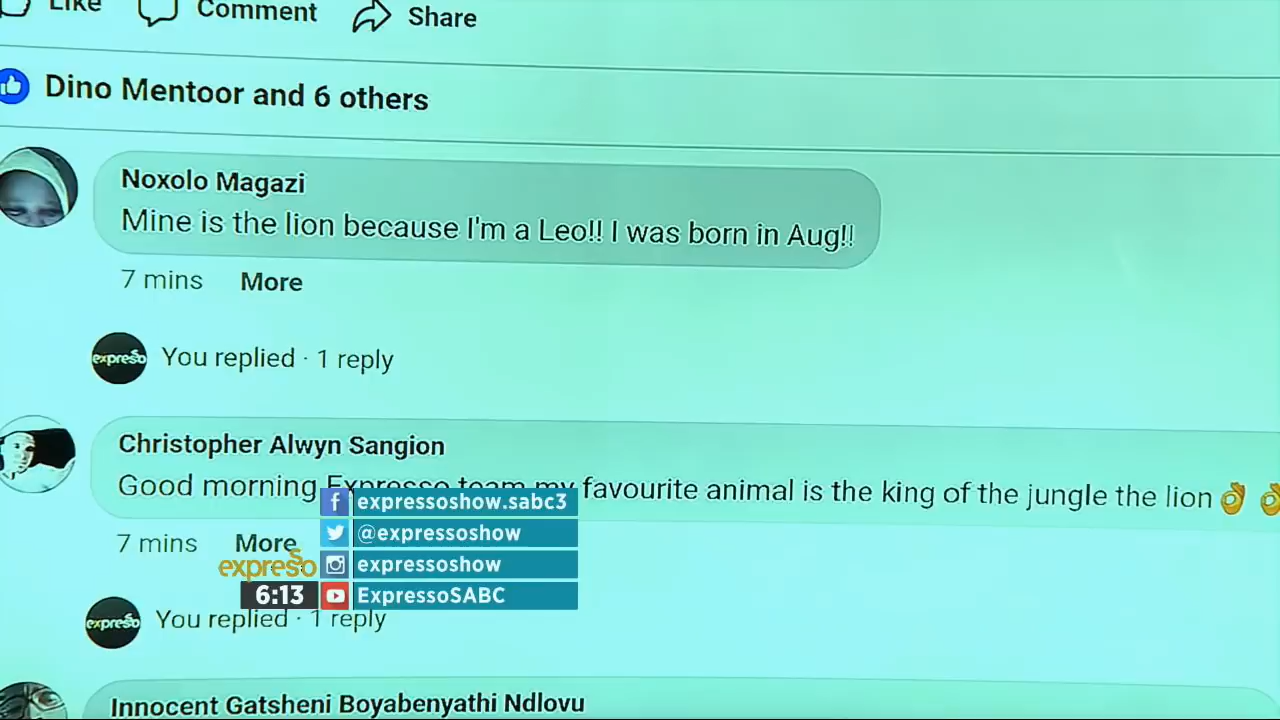 Like Comment Share
Dino Mentoor and 6 others
Noxolo Magazi
Mine is the lion because I'm a Leo!! I was born in Aug!!
7 mins More
expresso You replied · 1 reply
Christopher Alwyn Sangion
Good morning Expresso team my favourite animal is the king of the jungle the lion👌👌
7 mins More
expressoshow.sabc3
@expressoshow
expresso
expressoshow
6:13
ExpressoSABC
expresso You replied · 1 reply
Innocent Gatsheni Boyabenyathi Ndlovu